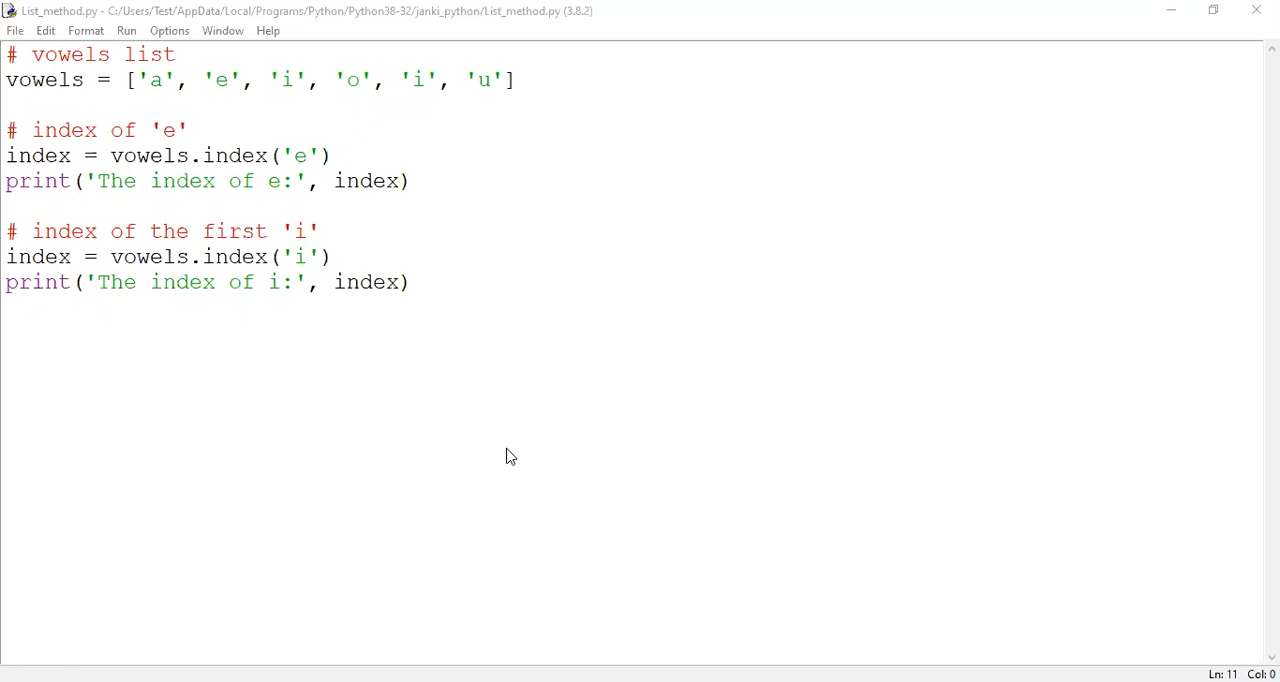 List_method.py - C:/Users/Test/AppData/Local/Programs/Python/Python38-32/janki_python/List_method.py (3.8.2)
File Edit Format Run Options Window Help
# vowels list
vowels = ['a', 'e', 'i', 'o', 'i', 'u']
# index of 'e'
index = vowels.index('e')
print('The index of e:', index)
# index of the first 'i'
index = vowels.index('i')
print('The index of i:', index)
Ln: 11 Col: 0